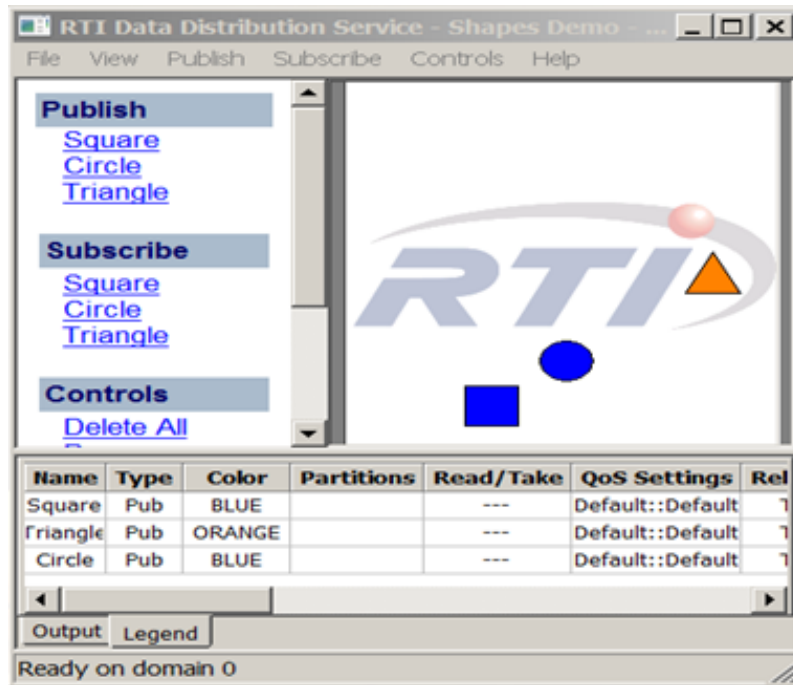 RTI Data Distribution Service - Shapes Demo - ...
File View Publish Subscribe Controls Help
Publish
Square
Circle
Triangle
Subscribe
Square
Circle
Triangle
Controls
Delete All
RTI
Name Type Color Partitions Read/Take QoS Settings Rel
Square Pub BLUE --- Default::Default
Triangle Pub ORANGE --- Default::Default
Circle Pub BLUE --- Default::Default
Output Legend
Ready on domain 0